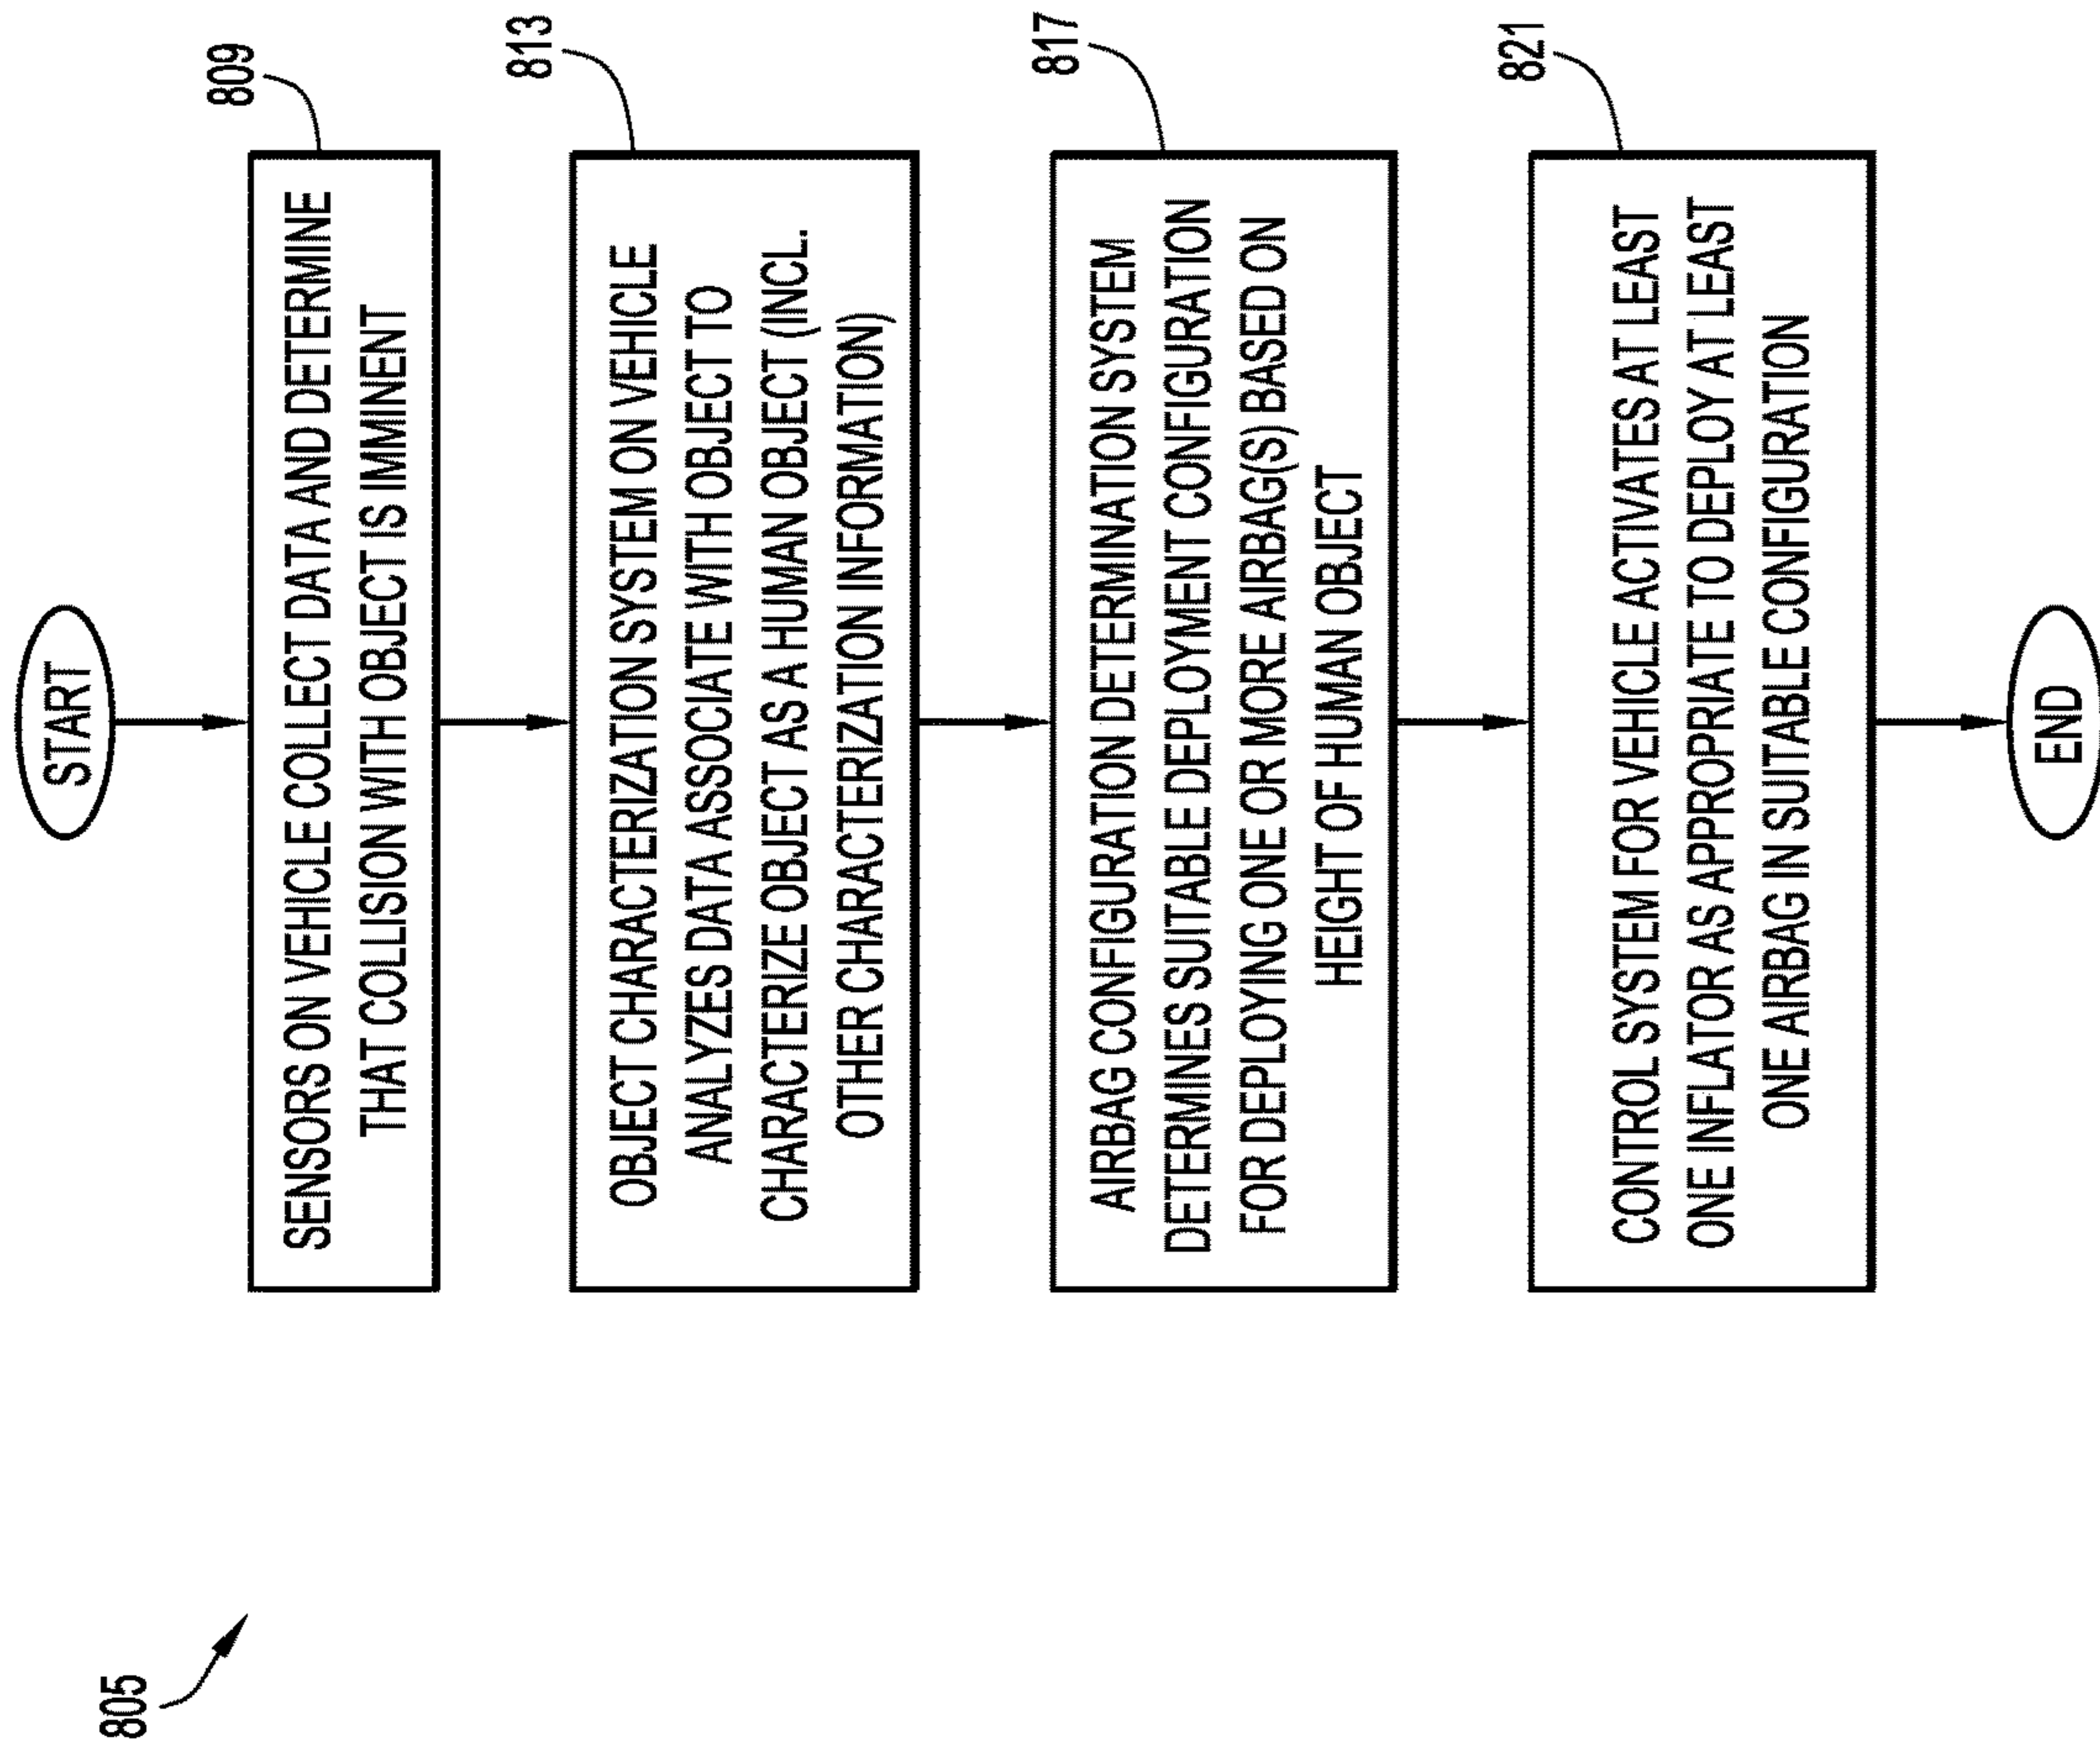 805
START
809
SENSORS ON VEHICLE COLLECT DATA AND DETERMINE
THAT COLLISION WITH OBJECT IS IMMINENT
813
OBJECT CHARACTERIZATION SYSTEM ON VEHICLE
ANALYZES DATA ASSOCIATE WITH OBJECT TO
CHARACTERIZE OBJECT AS A HUMAN OBJECT (INCL.
OTHER CHARACTERIZATION INFORMATION)
817
AIRBAG CONFIGURATION DETERMINATION SYSTEM
DETERMINES SUITABLE DEPLOYMENT CONFIGURATION
FOR DEPLOYING ONE OR MORE AIRBAG(S) BASED ON
HEIGHT OF HUMAN OBJECT
821
CONTROL SYSTEM FOR VEHICLE ACTIVATES AT LEAST
ONE INFLATOR AS APPROPRIATE TO DEPLOY AT LEAST
ONE AIRBAG IN SUITABLE CONFIGURATION
END